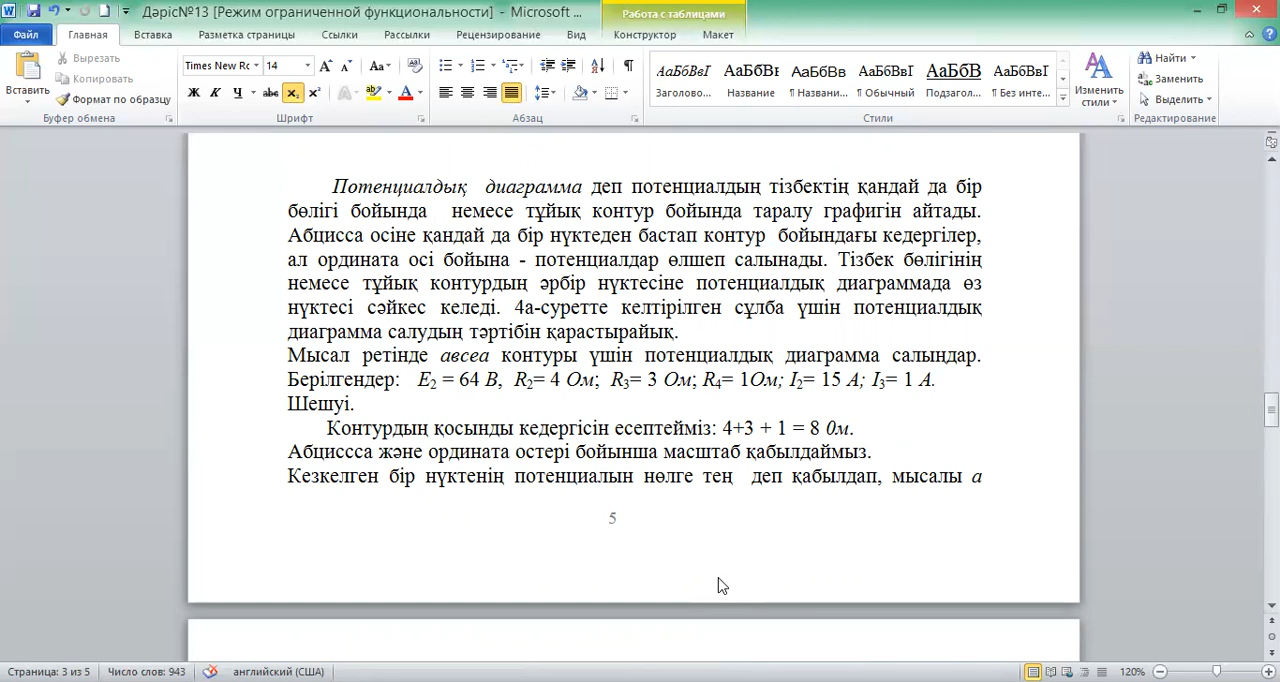 ДәрісNº13 [Режим ограниченной функциональности] - Microsoft ...
Работа с таблицами
Файл
Главная
Вставка
Разметка страницы
Ссылки
Рассылки
Рецензирование
Вид
Конструктор
Макет
Вставить
Вырезать
Копировать
Формат по образцу
Буфер обмена
Times New Rc
14
Ж К Ч abc x₂ x²
Шрифт
Абзац
АаБбВвІ
Заголово...
АаБбВı
Название
АаБбВв
¶ Названи...
АаБбВвІ
¶ Обычный
АаБбВ
Подзагол...
АаБбВвІ
¶ Без инте...
Стили
Изменить стили
Найти
Заменить
Выделить
Редактирование
Потенциалдық диаграмма деп потенциалдың тізбектің қандай да бір
бөлігі бойында немесе тұйық контур бойында таралу графигін айтады.
Абцисса осіне қандай да бір нүктеден бастап контур бойындағы кедергілер,
ал ордината осі бойына - потенциалдар өлшеп салынады. Тізбек бөлігінің
немесе тұйық контурдың әрбір нүктесіне потенциалдық диаграммада өз
нүктесі сәйкес келеді. 4а-суретте келтірілген сұлба үшін потенциалдық
диаграмма салудың тәртібін қарастырайық.
Мысал ретінде авсеа контуры үшін потенциалдық диаграмма салыңдар.
Берілгендер: E₂ = 64 В, R₂= 4 Ом; R₃= 3 Ом; R₄= 1Ом; I₂= 15 А; I₃= 1 А.
Шешуі.
Контурдың қосынды кедергісін есептейміз: 4+3 + 1 = 8 0м.
Абциссса және ордината остері бойынша масштаб қабылдаймыз.
Кезкелген бір нүктенің потенциалын нөлге тең деп қабылдап, мысалы а
5
Страница: 3 из 5
Число слов: 943
английский (США)
120%